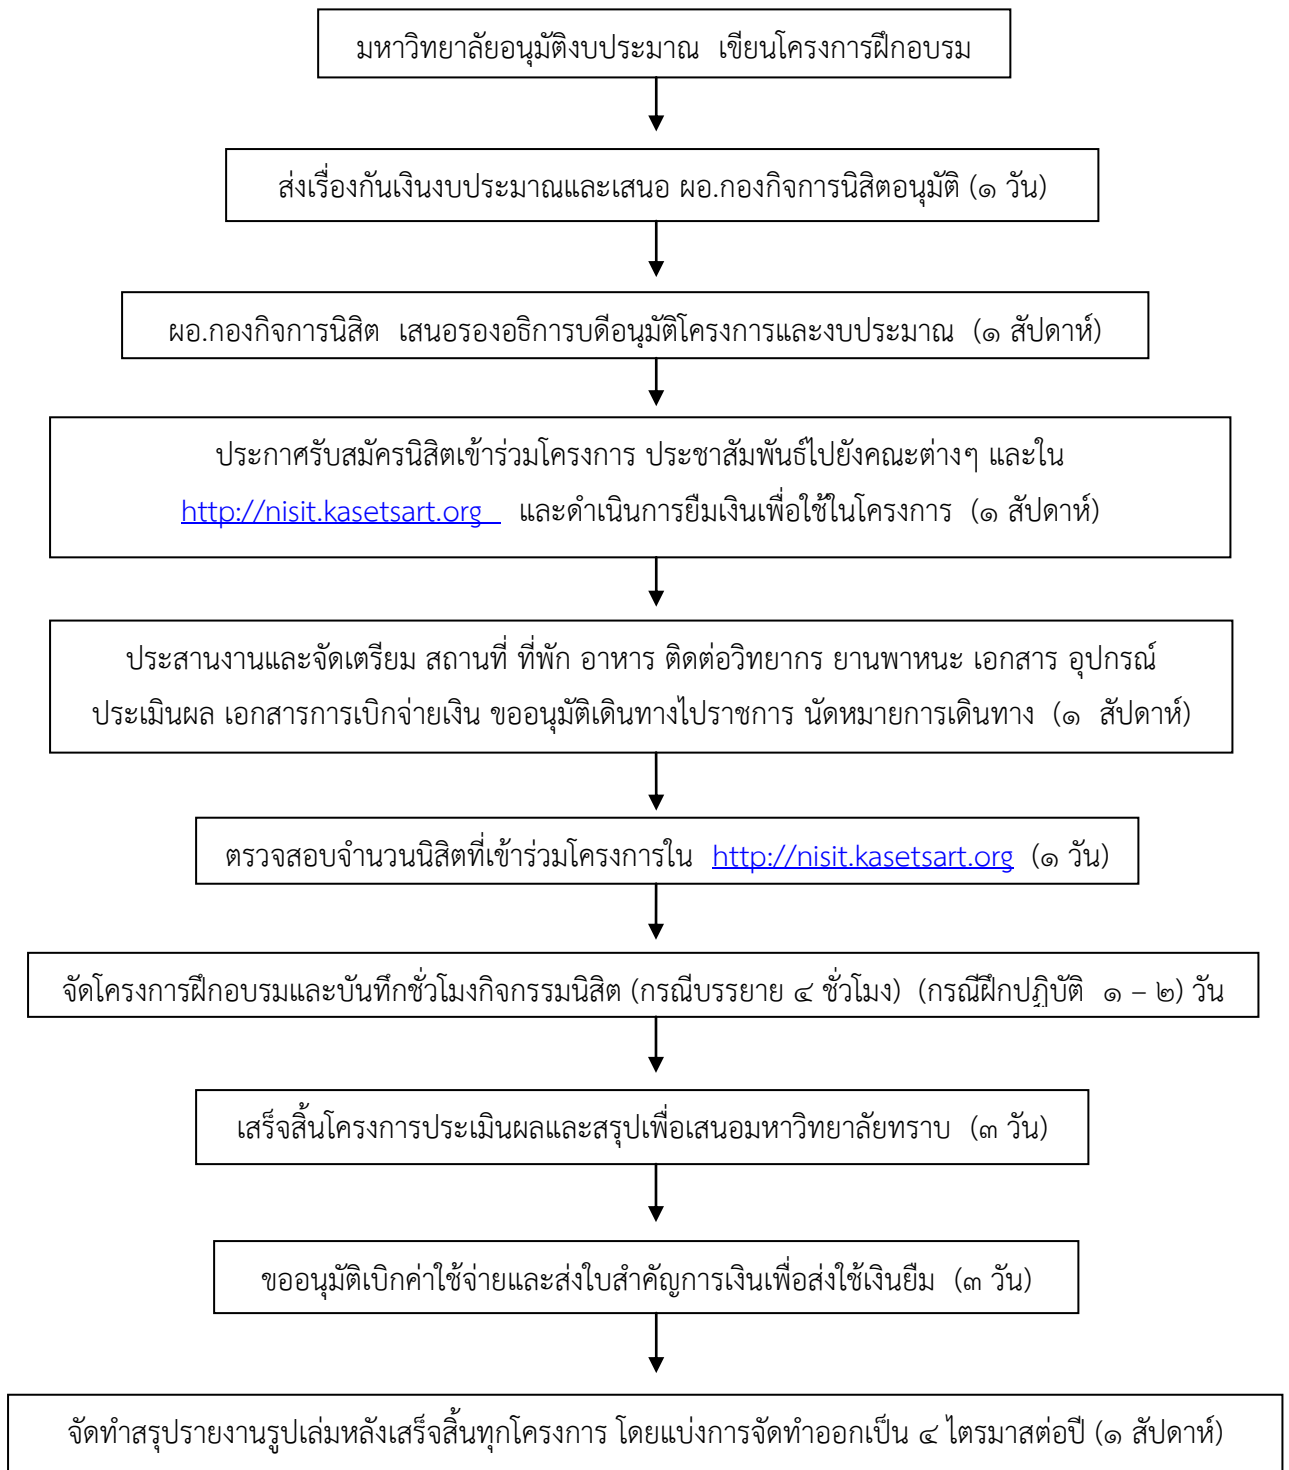 มหาวิทยาลัยอนุมัติงบประมาณ เขียนโครงการฝึกอบรม
ส่งเรื่องกันเงินงบประมาณและเสนอ ผอ.กองกิจการนิสิตอนุมัติ (๑ วัน)
ผอ.กองกิจการนิสิต เสนอรองอธิการบดีอนุมัติโครงการและงบประมาณ (๑ สัปดาห์)
ประกาศรับสมัครนิสิตเข้าร่วมโครงการ ประชาสัมพันธ์ไปยังคณะต่างๆ และใน
http://nisit.kasetsart.org และดำเนินการยืมเงินเพื่อใช้ในโครงการ (๑ สัปดาห์)
ประสานงานและจัดเตรียม สถานที่ ที่พัก อาหาร ติดต่อวิทยากร ยานพาหนะ เอกสาร อุปกรณ์
ประเมินผล เอกสารการเบิกจ่ายเงิน ขออนุมัติเดินทางไปราชการ นัดหมายการเดินทาง (๑ สัปดาห์)
ตรวจสอบจำนวนนิสิตที่เข้าร่วมโครงการใน http://nisit.kasetsart.org (๑ วัน)
จัดโครงการฝึกอบรมและบันทึกชั่วโมงกิจกรรมนิสิต (กรณีบรรยาย ๔ ชั่วโมง) (กรณีฝึกปฏิบัติ ๑ – ๒) วัน
เสร็จสิ้นโครงการประเมินผลและสรุปเพื่อเสนอมหาวิทยาลัยทราบ (๓ วัน)
ขออนุมัติเบิกค่าใช้จ่ายและส่งใบสำคัญการเงินเพื่อส่งใช้เงินยืม (๓ วัน)
จัดทำสรุปรายงานรูปเล่มหลังเสร็จสิ้นทุกโครงการ โดยแบ่งการจัดทำออกเป็น ๔ ไตรมาสต่อปี (๑ สัปดาห์)